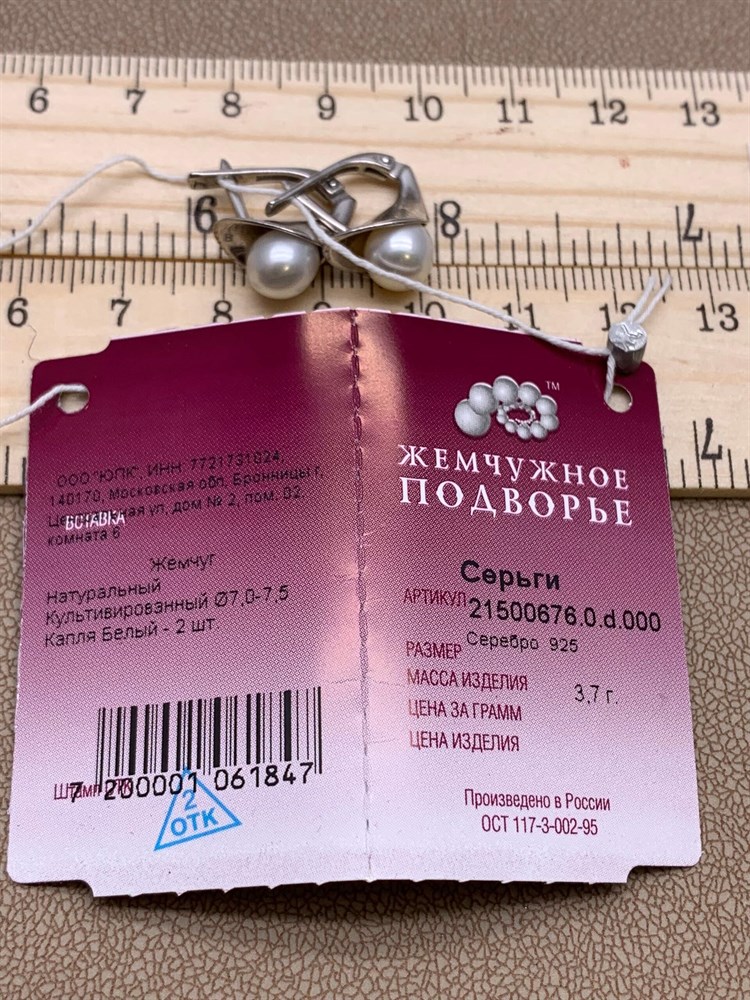 6 7 8 9 10 11 12 13
6 8
6 7 8 9 10 11 12 13
ООО "ЮПК", ИНН 7721731824,
140170, Московская обл, Бронницы г,
ул, дом № 2, пом. 02,
ВСТАВКА
комната 6
Жемчуг
Натуральный
Культивированный Ø7,0-7,5
Капля Белый - 2 шт.
Штамп ОТК
7 200001 061847
2
ОТК
TM
ЖЕМЧУЖНОЕ
ПОДВОРЬЕ
Серьги
АРТИКУЛ 21500676.0.d.000
РАЗМЕР Серебро 925
МАССА ИЗДЕЛИЯ 3,7 г.
ЦЕНА ЗА ГРАММ
ЦЕНА ИЗДЕЛИЯ
Произведено в России
ОСТ 117-3-002-95